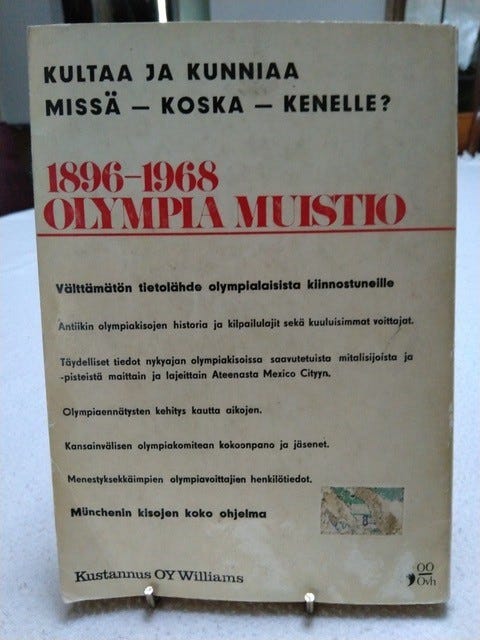 KULTAA JA KUNNIAA
MISSÄ – KOSKA – KENELLE?
1896–1968
OLYMPIA MUISTIO
Välttämätön tietolähde olympialaisista kiinnostuneille
Antiikin olympiakisojen historia ja kilpailulajit sekä kuuluisimmat voittajat.
Täydelliset tiedot nykyajan olympiakisoissa saavutetuista mitalisijoista ja
-pisteistä maittain ja lajeittain Ateenasta Mexico Cityyn.
Olympiaennätysten kehitys kautta aikojen.
Kansainvälisen olympiakomitean kokoonpano ja jäsenet.
Menestyksekkäimpien olympiavoittajien henkilötiedot.
Münchenin kisojen koko ohjelma
Kustannus OY Williams
OO
Ovh